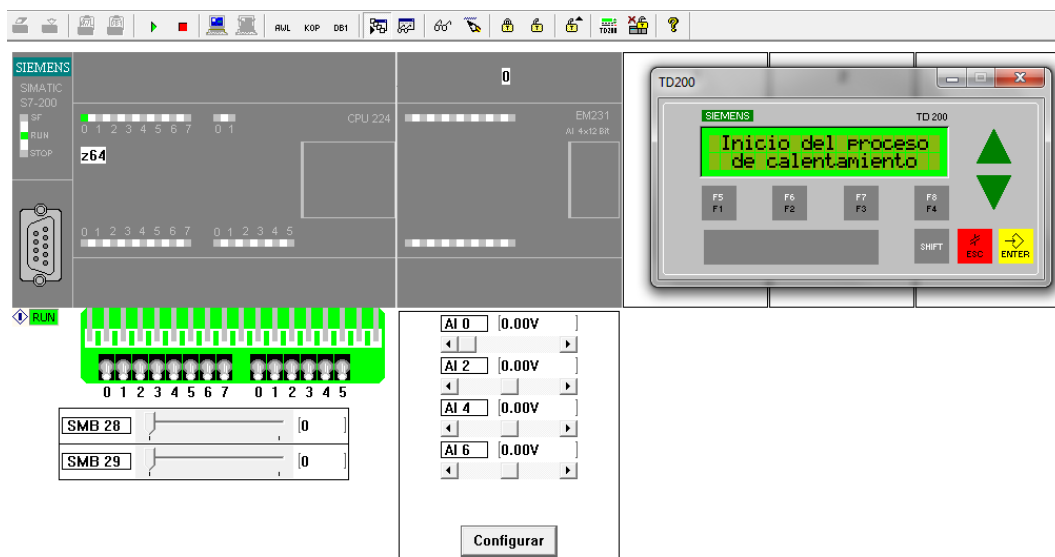 AWL KOP DB1 TD200
SIEMENS
SIMATIC
S7-200
SF
RUN
STOP
0 1 2 3 4 5 6 7 0 1
CPU 224
z64
0 1 2 3 4 5 6 7 0 1 2 3 4 5
0
EM231
AI 4x12 Bit
TD200
SIEMENS
TD 200
Inicio del proceso
de calentamiento
F5 F6 F7 F8
F1 F2 F3 F4
SHIFT
ESC
ENTER
RUN
0 1 2 3 4 5 6 7 0 1 2 3 4 5
SMB 28 [0 ]
SMB 29 [0 ]
AI 0 [0.00V ]
AI 2 [0.00V ]
AI 4 [0.00V ]
AI 6 [0.00V ]
Configurar